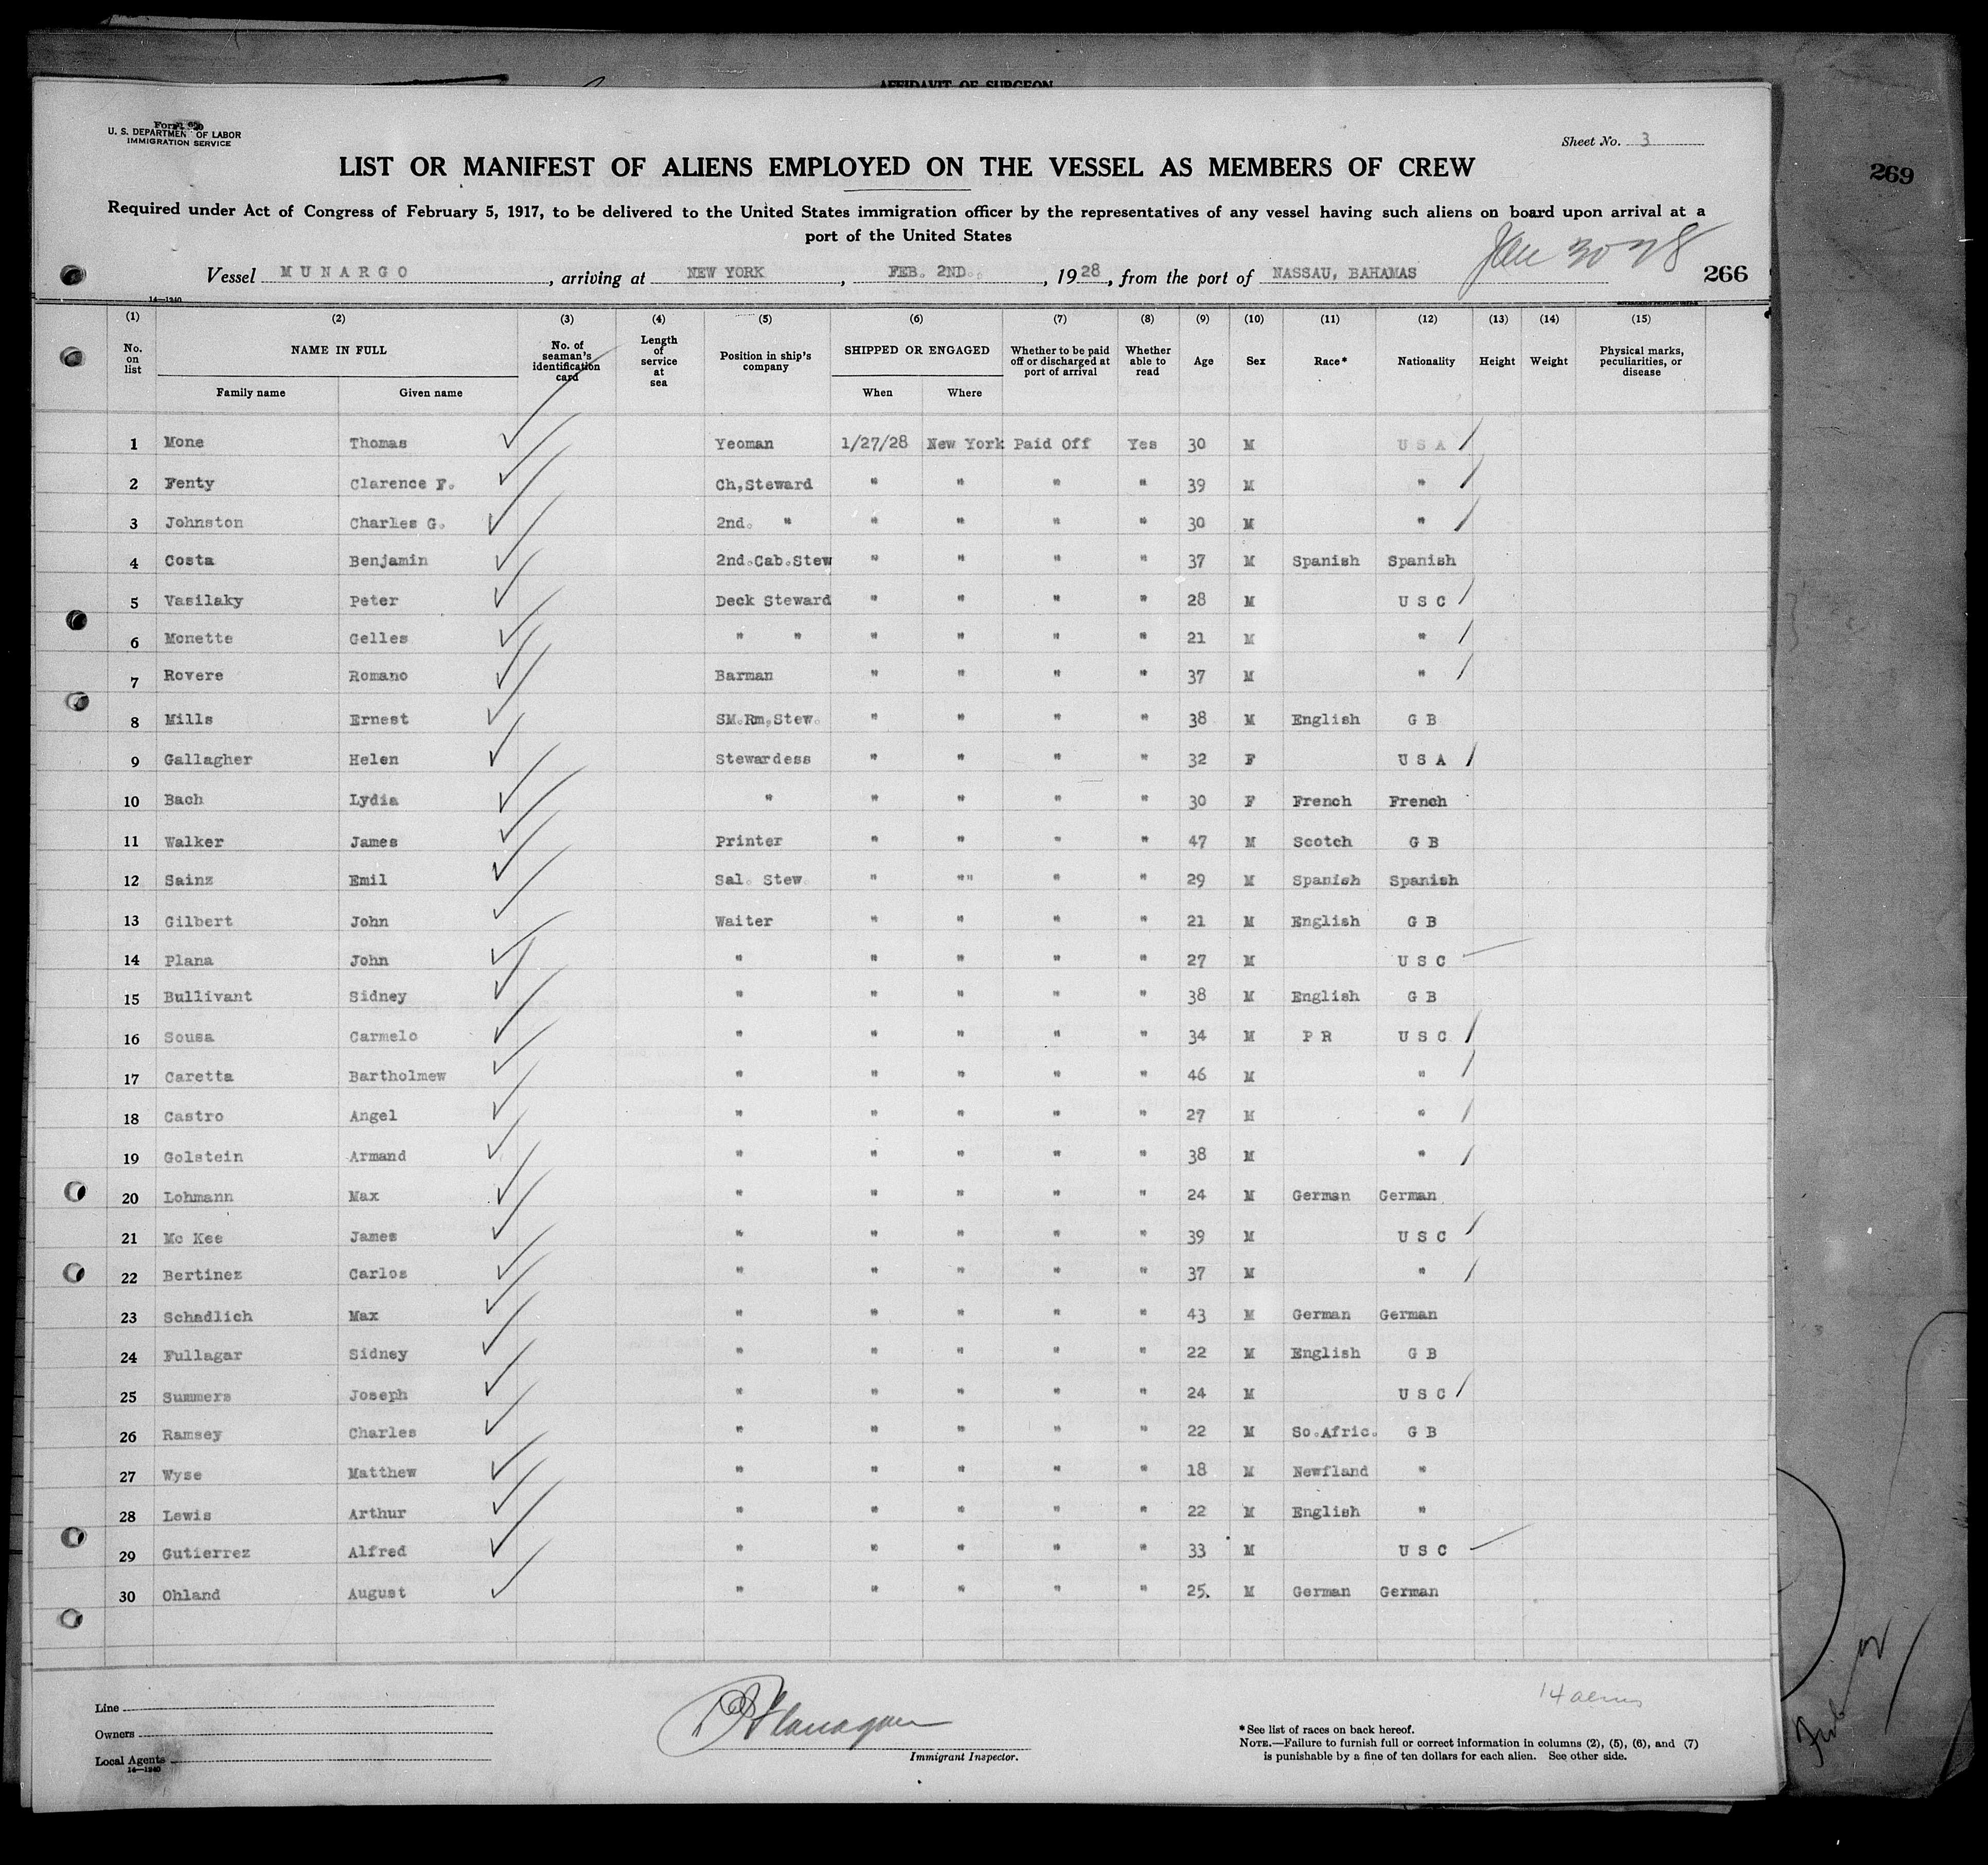 AFFIDAVIT OF SURGEON
Form 680
U. S. DEPARTMENT OF LABOR
IMMIGRATION SERVICE
Sheet No. 3
269
LIST OR MANIFEST OF ALIENS EMPLOYED ON THE VESSEL AS MEMBERS OF CREW
Required under Act of Congress of February 5, 1917, to be delivered to the United States immigration officer by the representatives of any vessel having such aliens on board upon arrival at a
port of the United States
Jan 30 28
Vessel MUNARGO, arriving at NEW YORK, FEB. 2ND., 1928, from the port of NASSAU, BAHAMAS 266
14—1240
(1) (2) (3) (4) (5) (6) (7) (8) (9) (10) (11) (12) (13) (14) (15)
No. on list NAME IN FULL Family name Given name No. of seaman's identification card Length of service at sea Position in ship's company SHIPPED OR ENGAGED When Where Whether to be paid off or discharged at port of arrival Whether able to read Age Sex Race* Nationality Height Weight Physical marks, peculiarities, or disease
1 Mone Thomas Yeoman 1/27/28 New York Paid Off Yes 30 M U S A
2 Fenty Clarence F. Ch,Steward " " " " 39 M "
3 Johnston Charles G. 2nd. " " " " " 30 M "
4 Costa Benjamin 2nd.Cab.Stew " " " " 37 M Spanish Spanish
5 Vasilaky Peter Deck Steward " " " " 28 M U S C
6 Monette Gelles " " " " " " 21 M "
7 Rovere Romano Barman " " " " 37 M "
8 Mills Ernest SM.Rm,Stew. " " " " 38 M English G B
9 Gallagher Helen Stewardess " " " " 32 F U S A
10 Bach Lydia " " " " " 30 F French French
11 Walker James Printer " " " " 47 M Scotch G B
12 Sainz Emil Sal. Stew. " "" " " 29 M Spanish Spanish
13 Gilbert John Waiter " " " " 21 M English G B
14 Plana John " " " " " 27 M U S C
15 Bullivant Sidney " " " " " 38 M English G B
16 Sousa Carmelo " " " " " 34 M P R U S C
17 Caretta Bartholmew " " " " " 46 M "
18 Castro Angel " " " " " 27 M "
19 Golstein Armand " " " " " 38 M "
20 Lohmann Max " " " " " 24 M German German
21 Mc Kee James " " " " " 39 M U S C
22 Bertinez Carlos " " " " " 37 M "
23 Schadlich Max " " " " " 43 M German German
24 Fullagar Sidney " " " " " 22 M English G B
25 Summers Joseph " " " " " 24 M U S C
26 Ramsey Charles " " " " " 22 M So.Afric. G B
27 Wyse Matthew " " " " " 18 M Newfland "
28 Lewis Arthur " " " " " 22 M English "
29 Gutierrez Alfred " " " " " 33 M U S C
30 Ohland August " " " " " 25. M German German
14 aliens
Line
Owners
Local Agents
14—1240
Flanagan
Immigrant Inspector.
*See list of races on back hereof.
NOTE.—Failure to furnish full or correct information in columns (2), (5), (6), and (7)
is punishable by a fine of ten dollars for each alien. See other side.